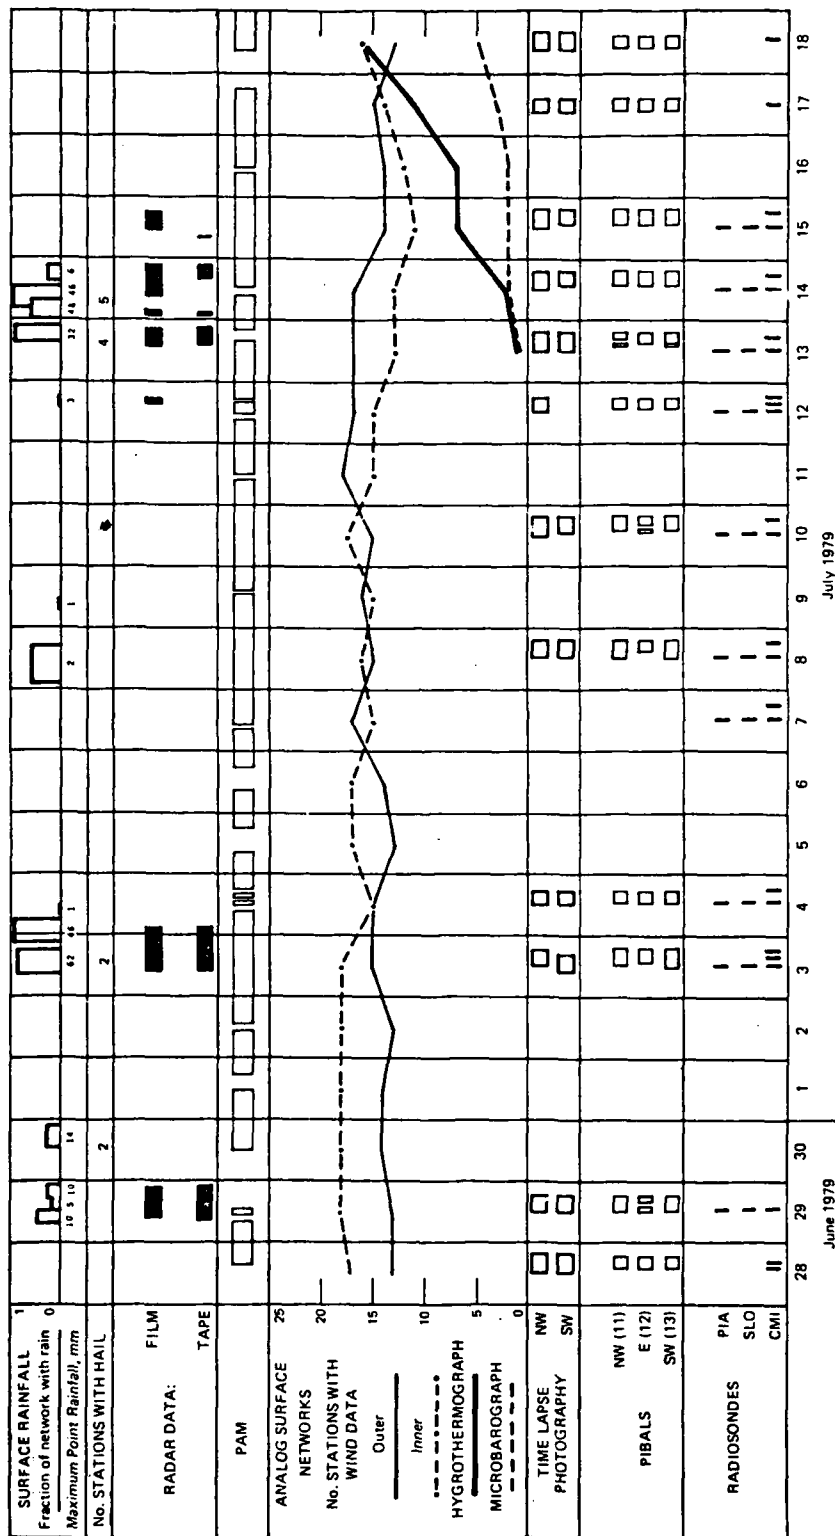 SURFACE RAINFALL
Fraction of network with rain
1
0
Maximum Point Rainfall, mm
10 5 10 14 62 46 1 2 1 3 32 48 46 6
No. STATIONS WITH HAIL
2 2 4 5
RADAR DATA:
FILM
TAPE
PAM
ANALOG SURFACE
NETWORKS
No. STATIONS WITH
WIND DATA
Outer
Inner
HYGROTHERMOGRAPH
MICROBAROGRAPH
25
20
15
10
5
0
TIME LAPSE
PHOTOGRAPHY
NW
SW
PIBALS
NW (11)
E (12)
SW (13)
RADIOSONDES
PIA
SLO
CMI
28 29 30 1 2 3 4 5 6 7 8 9 10 11 12 13 14 15 16 17 18
June 1979
July 1979